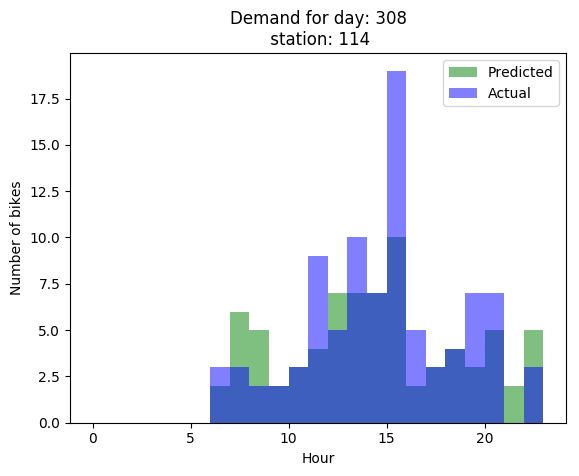 Demand for day: 308
station: 114
Predicted
Actual
17.5
15.0
12.5
10.0
7.5
5.0
2.5
0.0
Number of bikes
0 5 10 15 20
Hour